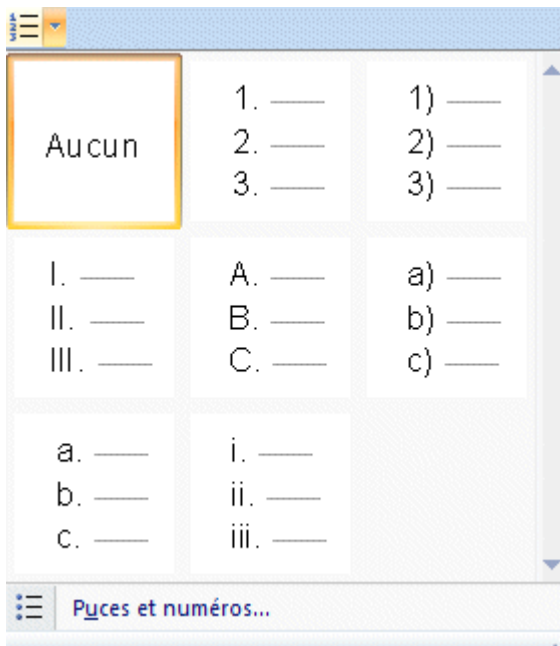 Aucun
1.
2.
3.
1)
2)
3)
I.
II.
III.
A.
B.
C.
a)
b)
c)
a.
b.
c.
i.
ii.
iii.
Puces et numéros...